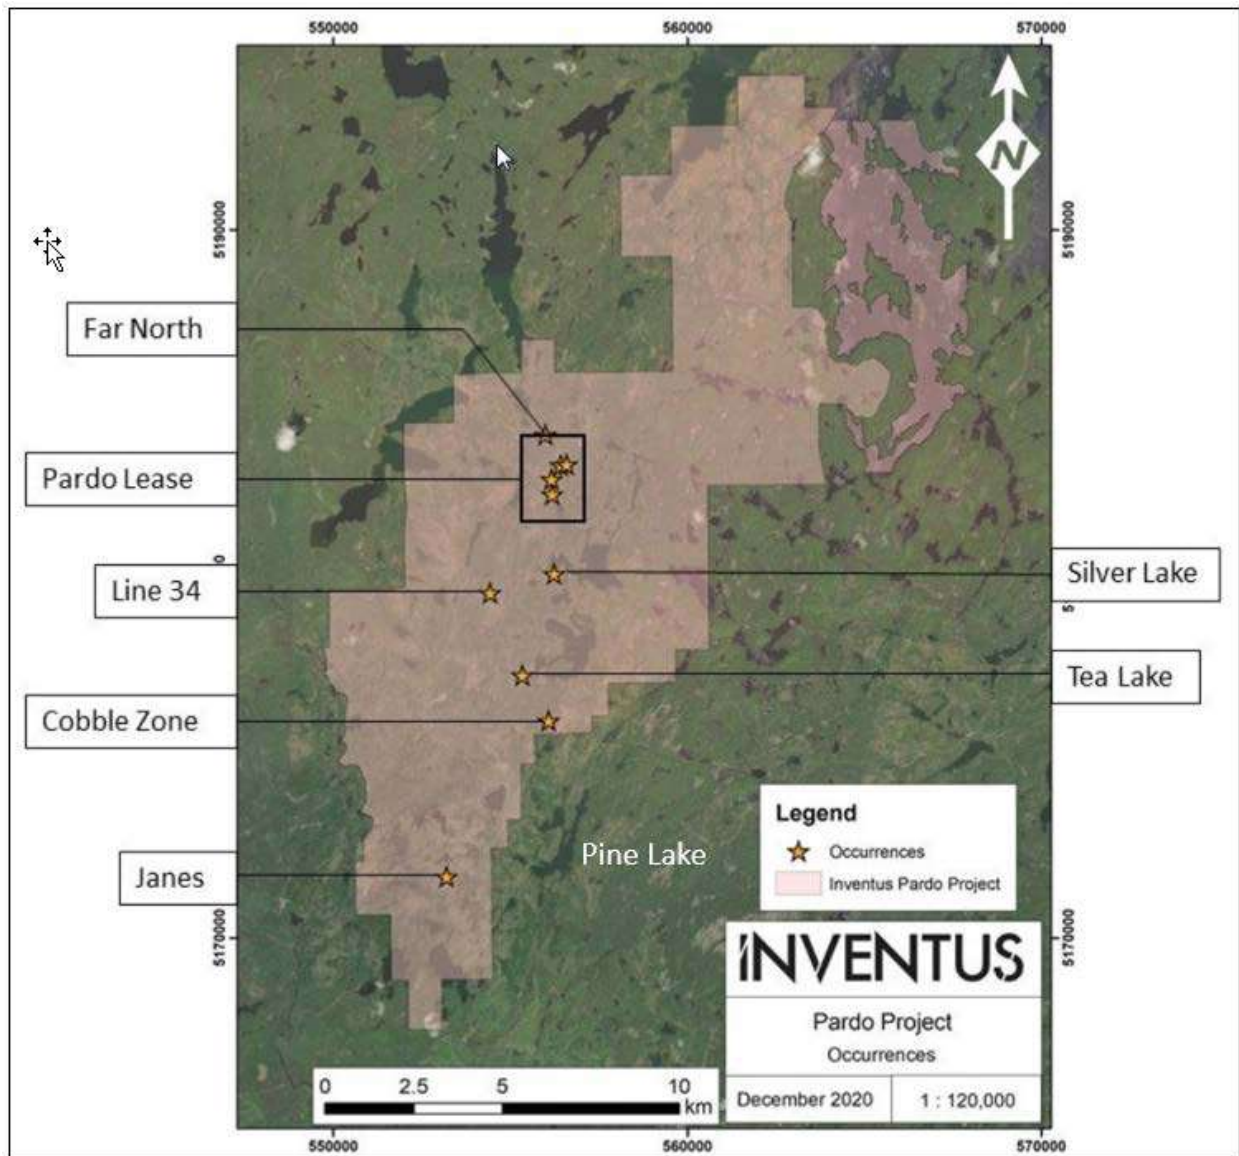 550000
560000
570000
N
5190000
5190000
Far North
Pardo Lease
Line 34
Silver Lake
Tea Lake
Cobble Zone
Pine Lake
Janes
Legend
Occurrences
Inventus Pardo Project
5170000
5170000
INVENTUS
Pardo Project
Occurrences
December 2020
1 : 120,000
0 2.5 5 10
km
550000
560000
570000